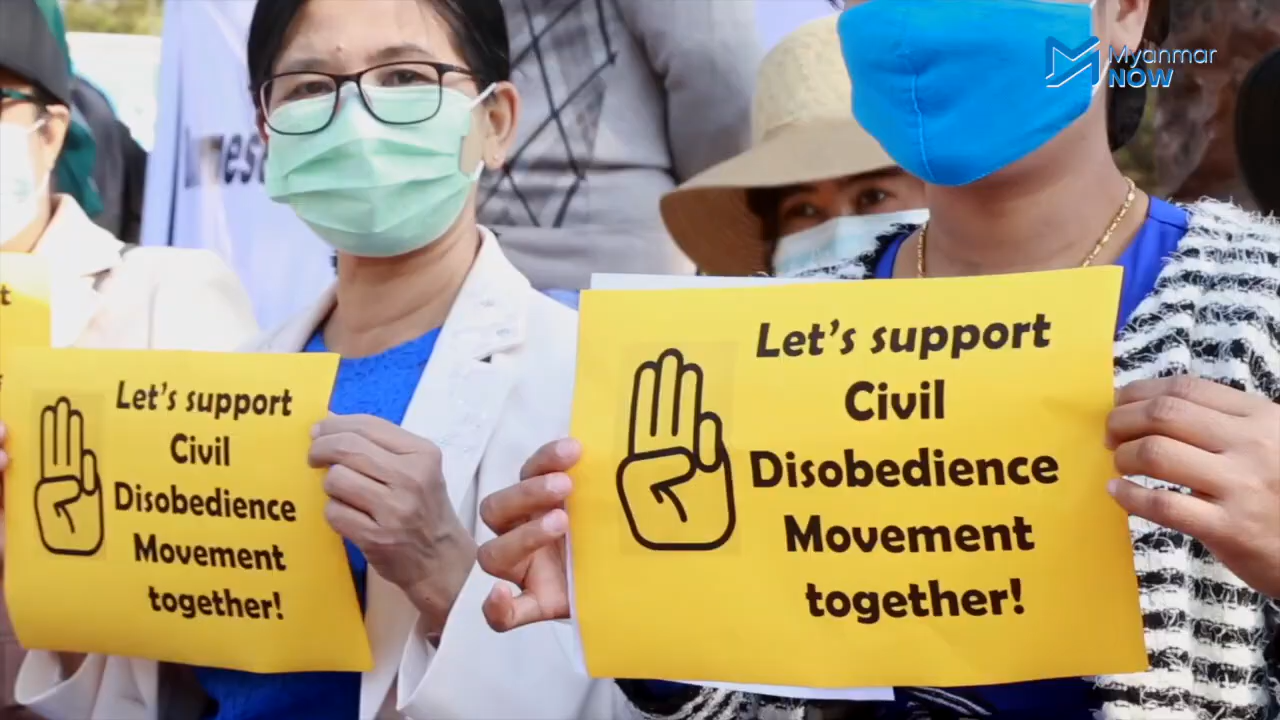 Myanmar
NOW
Let's support
Civil
Disobedience
Movement
together!
Let's support
Civil
Disobedience
Movement
together!